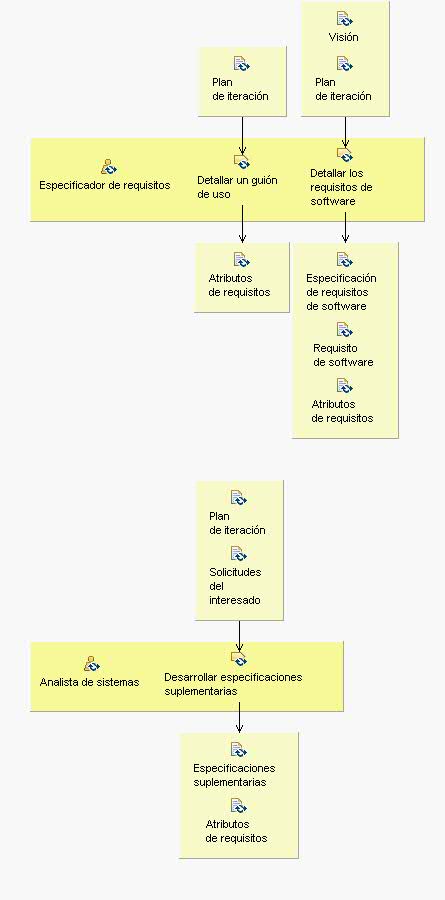 Visión
Plan
de iteración
Plan
de iteración
Especificador de requisitos
Detallar un guión
de uso
Detallar los
requisitos de
software
Atributos
de requisitos
Especificación
de requisitos
de software
Requisito
de software
Atributos
de requisitos
Plan
de iteración
Solicitudes
del
interesado
Analista de sistemas
Desarrollar especificaciones
suplementarias
Especificaciones
suplementarias
Atributos
de requisitos